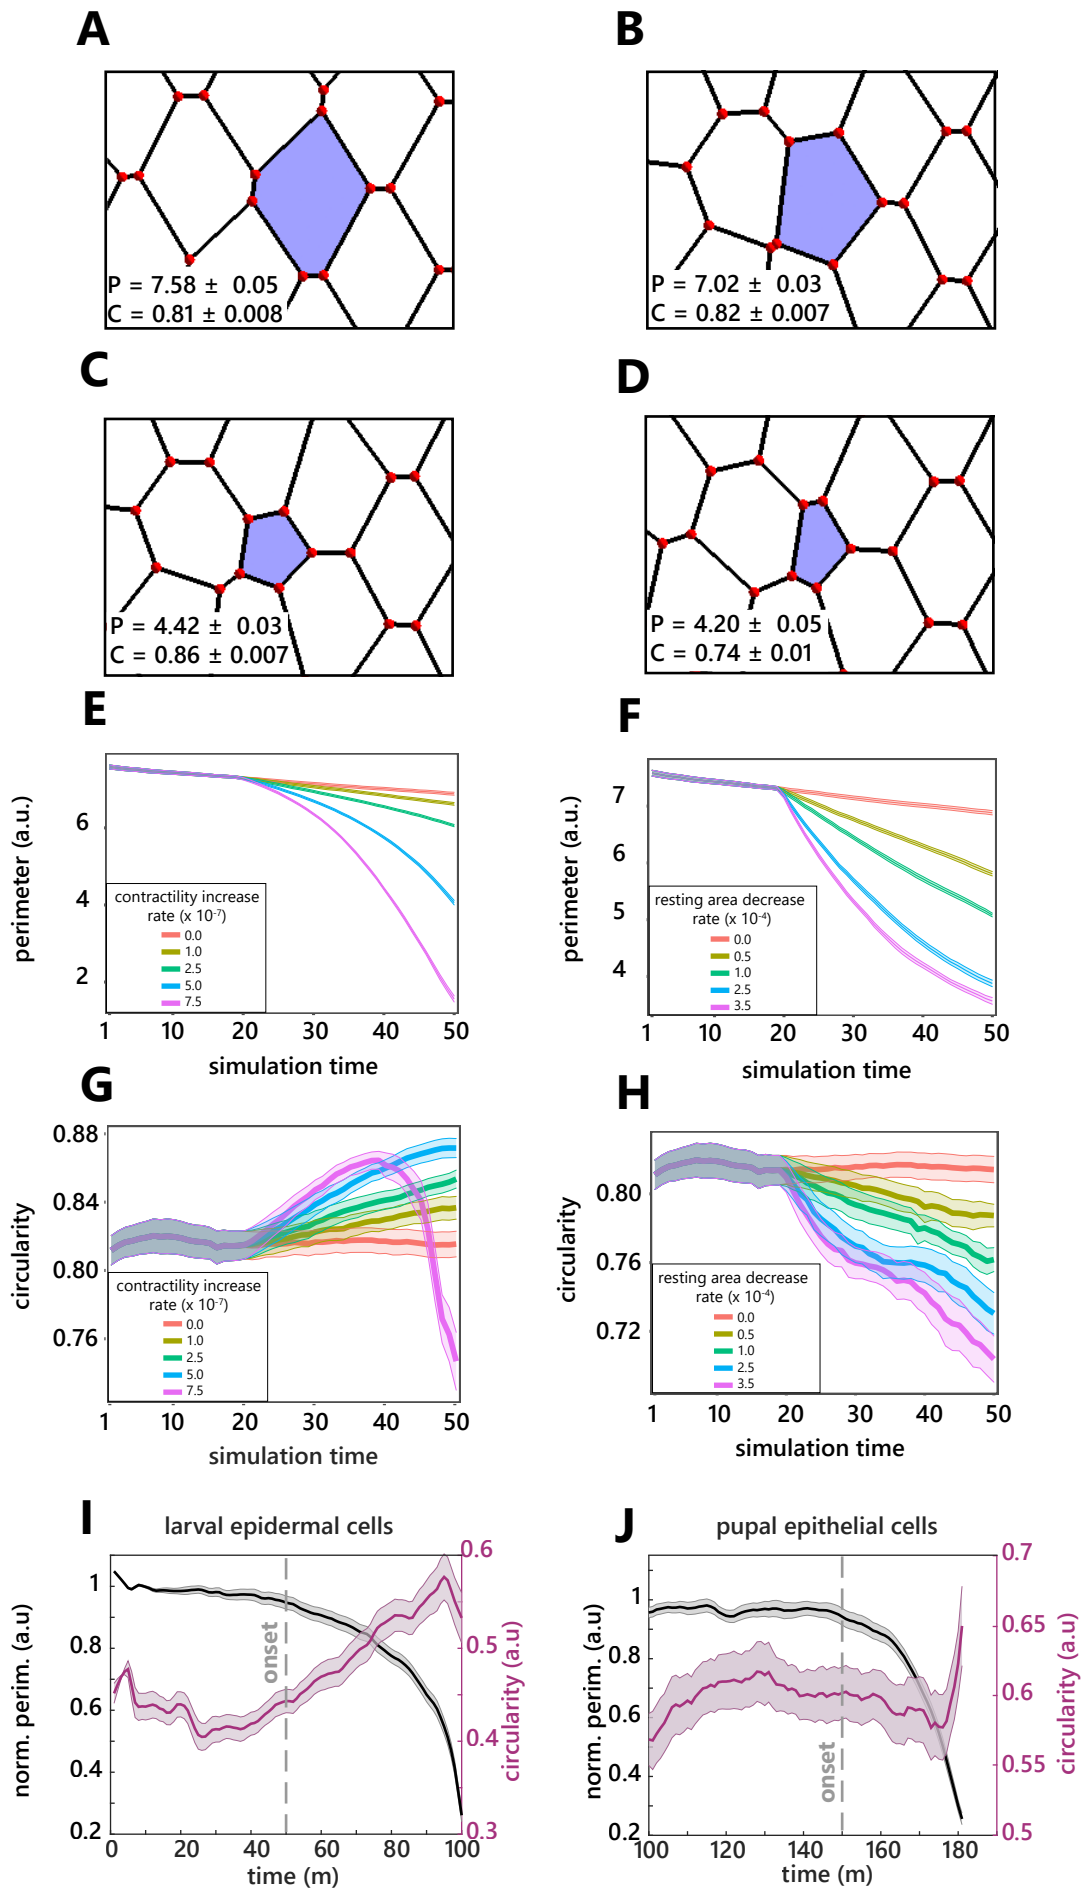 A
B
P = 7.58 ± 0.05
C = 0.81 ± 0.008
P = 7.02 ± 0.03
C = 0.82 ± 0.007
C
D
P = 4.42 ± 0.03
C = 0.86 ± 0.007
P = 4.20 ± 0.05
C = 0.74 ± 0.01
E
perimeter (a.u.)
6
4
2
contractility increase
rate (x 10⁻⁷)
0.0
1.0
2.5
5.0
7.5
1 10 20 30 40 50
simulation time
F
perimeter (a.u.)
7
6
5
4
resting area decrease
rate (x 10⁻⁴)
0.0
0.5
1.0
2.5
3.5
1 10 20 30 40 50
simulation time
G
circularity
0.88
0.84
0.80
0.76
contractility increase
rate (x 10⁻⁷)
0.0
1.0
2.5
5.0
7.5
1 10 20 30 40 50
simulation time
H
circularity
0.80
0.76
0.72
resting area decrease
rate (x 10⁻⁴)
0.0
0.5
1.0
2.5
3.5
1 10 20 30 40 50
simulation time
I
larval epidermal cells
norm. perim. (a.u)
1
0.8
0.6
0.4
0.2
onset
0.6
0.5
0.4
0.3
circularity (a.u)
0 20 40 60 80 100
time (m)
J
pupal epithelial cells
norm. perim. (a.u)
1
0.8
0.6
0.4
0.2
onset
0.7
0.65
0.6
0.55
0.5
circularity (a.u)
100 120 140 160 180
time (m)